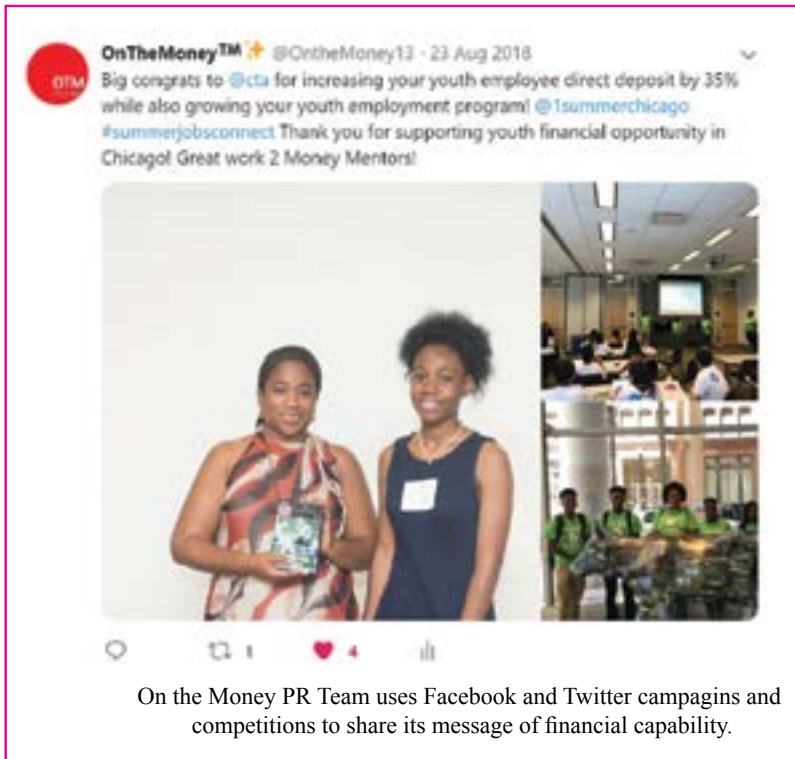 OnTheMoney™✨ @OntheMoney13 · 23 Aug 2018
OTM
Big congrats to @cta for increasing your youth employee direct deposit by 35%
while also growing your youth employment program! @1summerchicago
#summerjobsconnect Thank you for supporting youth financial opportunity in
Chicago! Great work 2 Money Mentors!
1 4
On the Money PR Team uses Facebook and Twitter campagins and
competitions to share its message of financial capability.